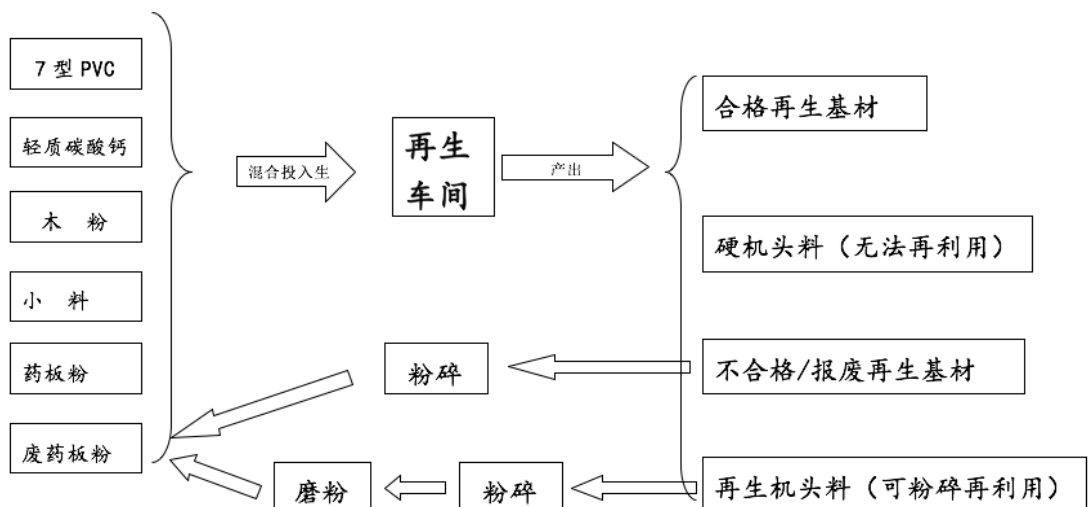 7型PVC
轻质碳酸钙
木 粉
小 料
药板粉
废药板粉
混合投入生
再生
车间
产出
合格再生基材
硬机头料（无法再利用）
不合格/报废再生基材
粉碎
再生机头料（可粉碎再利用）
粉碎
磨粉